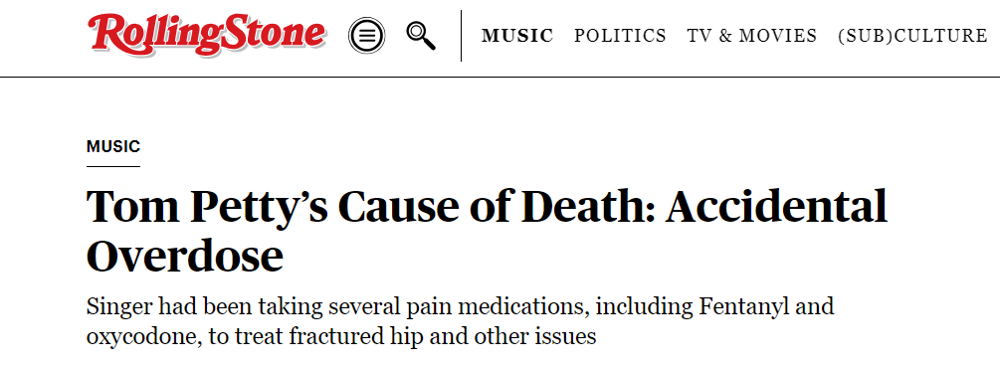 RollingStone MUSIC POLITICS TV & MOVIES (SUB)CULTURE
MUSIC
Tom Petty’s Cause of Death: Accidental
Overdose
Singer had been taking several pain medications, including Fentanyl and
oxycodone, to treat fractured hip and other issues